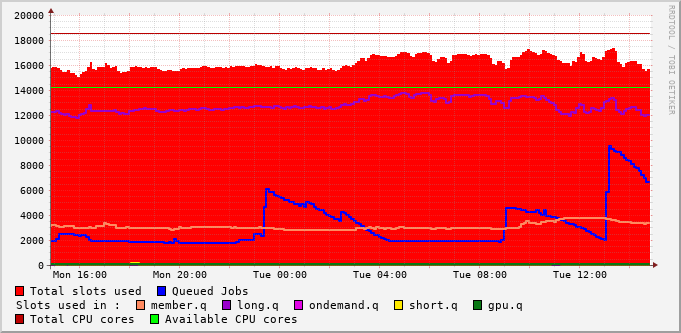 20000
18000
16000
14000
12000
10000
8000
6000
4000
2000
0
Mon 16:00 Mon 20:00 Tue 00:00 Tue 04:00 Tue 08:00 Tue 12:00
Total slots used Queued Jobs
Slots used in : member.q long.q ondemand.q short.q gpu.q
Total CPU cores Available CPU cores
RRDTOOL / TOBI OETIKER